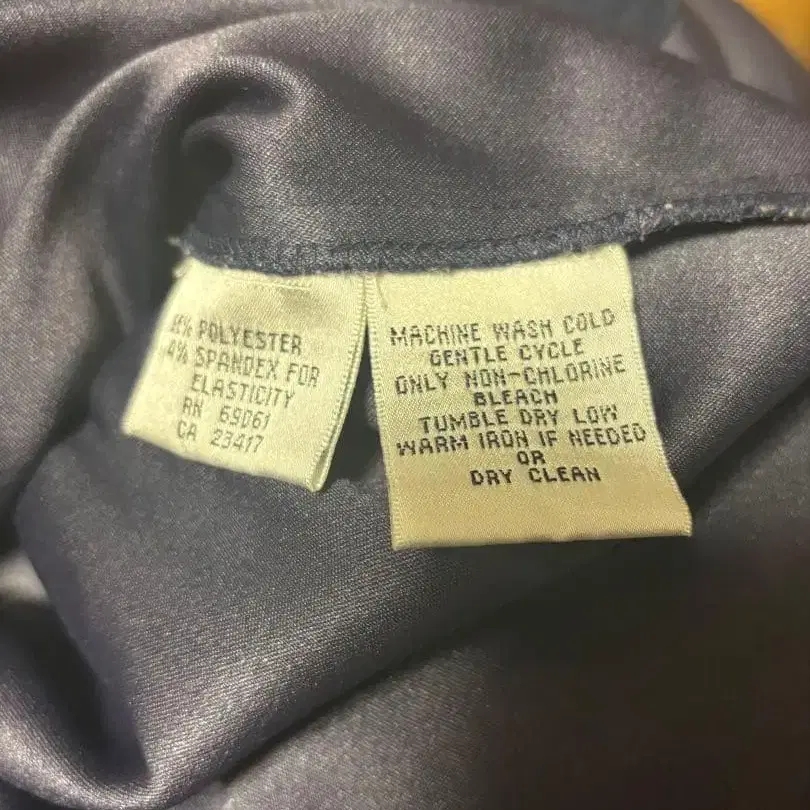 POLYESTER
4% SPANDEX FOR
ELASTICITY
RN 69061
CA 23417
MACHINE WASH COLD
GENTLE CYCLE
ONLY NON-CHLORINE
BLEACH
TUMBLE DRY LOW
WARM IRON IF NEEDED
OR
DRY CLEAN